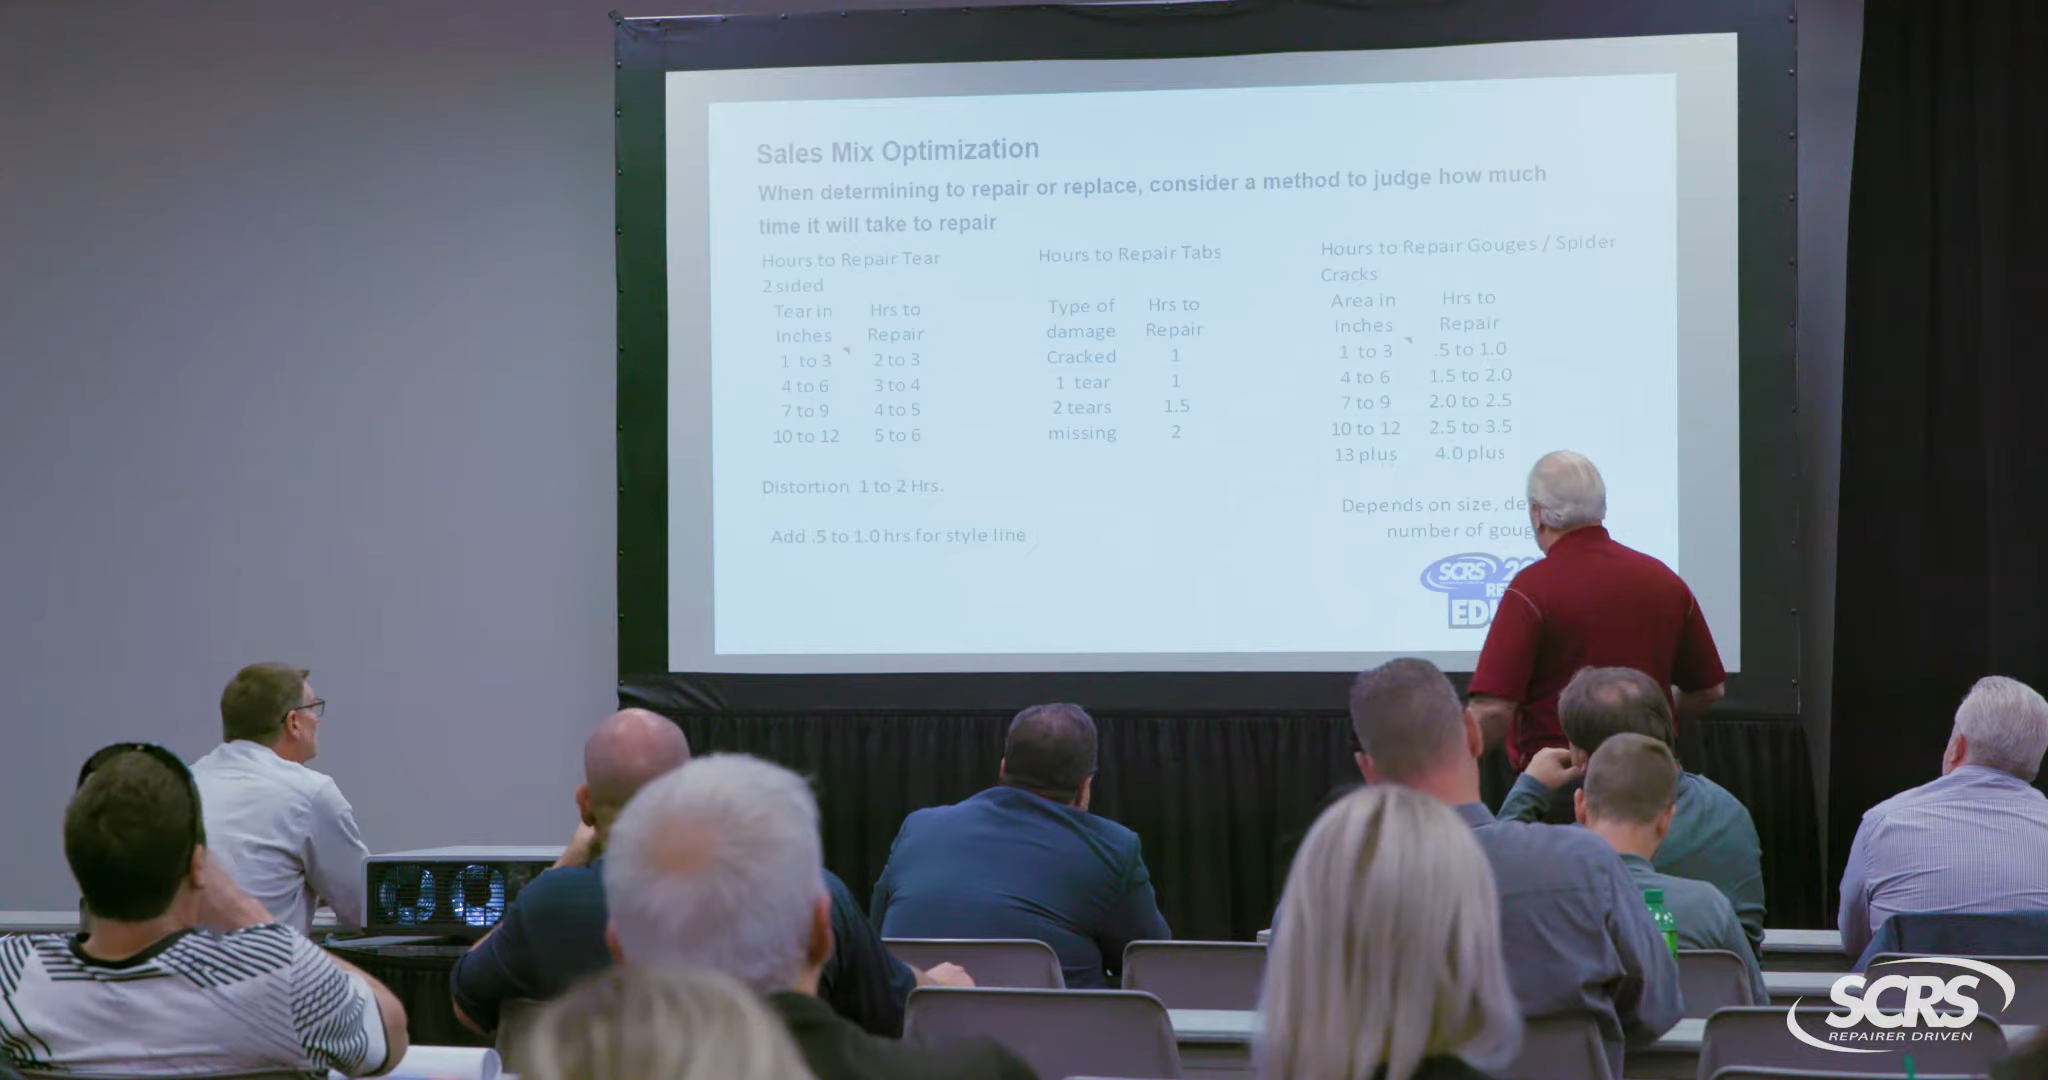 Sales Mix Optimization
When determining to repair or replace, consider a method to judge how much
time it will take to repair
Hours to Repair Tear
2 sided
Tear in Hrs to
Inches Repair
1 to 3 2 to 3
4 to 6 3 to 4
7 to 9 4 to 5
10 to 12 5 to 6
Distortion 1 to 2 Hrs.
Add .5 to 1.0 hrs for style line
Hours to Repair Tabs
Type of Hrs to
damage Repair
Cracked 1
1 tear 1
2 tears 1.5
missing 2
Hours to Repair Gouges / Spider
Cracks
Area in Hrs to
Inches Repair
1 to 3 .5 to 1.0
4 to 6 1.5 to 2.0
7 to 9 2.0 to 2.5
10 to 12 2.5 to 3.5
13 plus 4.0 plus
Depends on size,
number of
SCRS
SCRS
REPAIRER DRIVEN